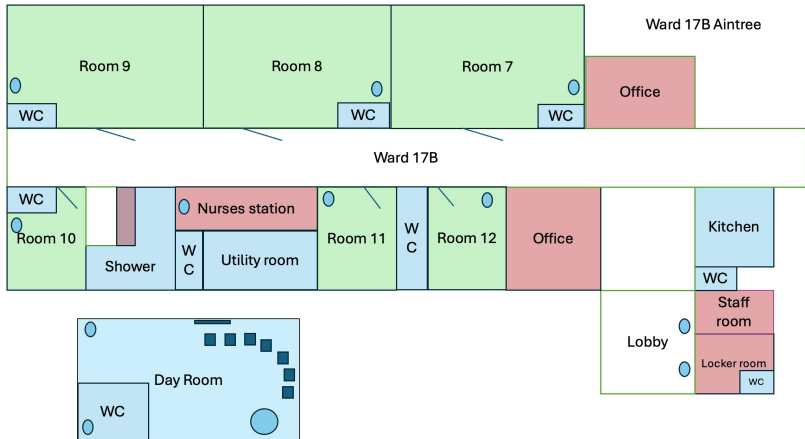 Ward 17B Aintree
Room 9
Room 8
Room 7
Office
WC
WC
WC
Ward 17B
WC
Room 10
Shower
Nurses station
W
C
Utility room
Room 11
W
C
Room 12
Office
Kitchen
WC
Staff
room
Lobby
Locker room
WC
Day Room
WC